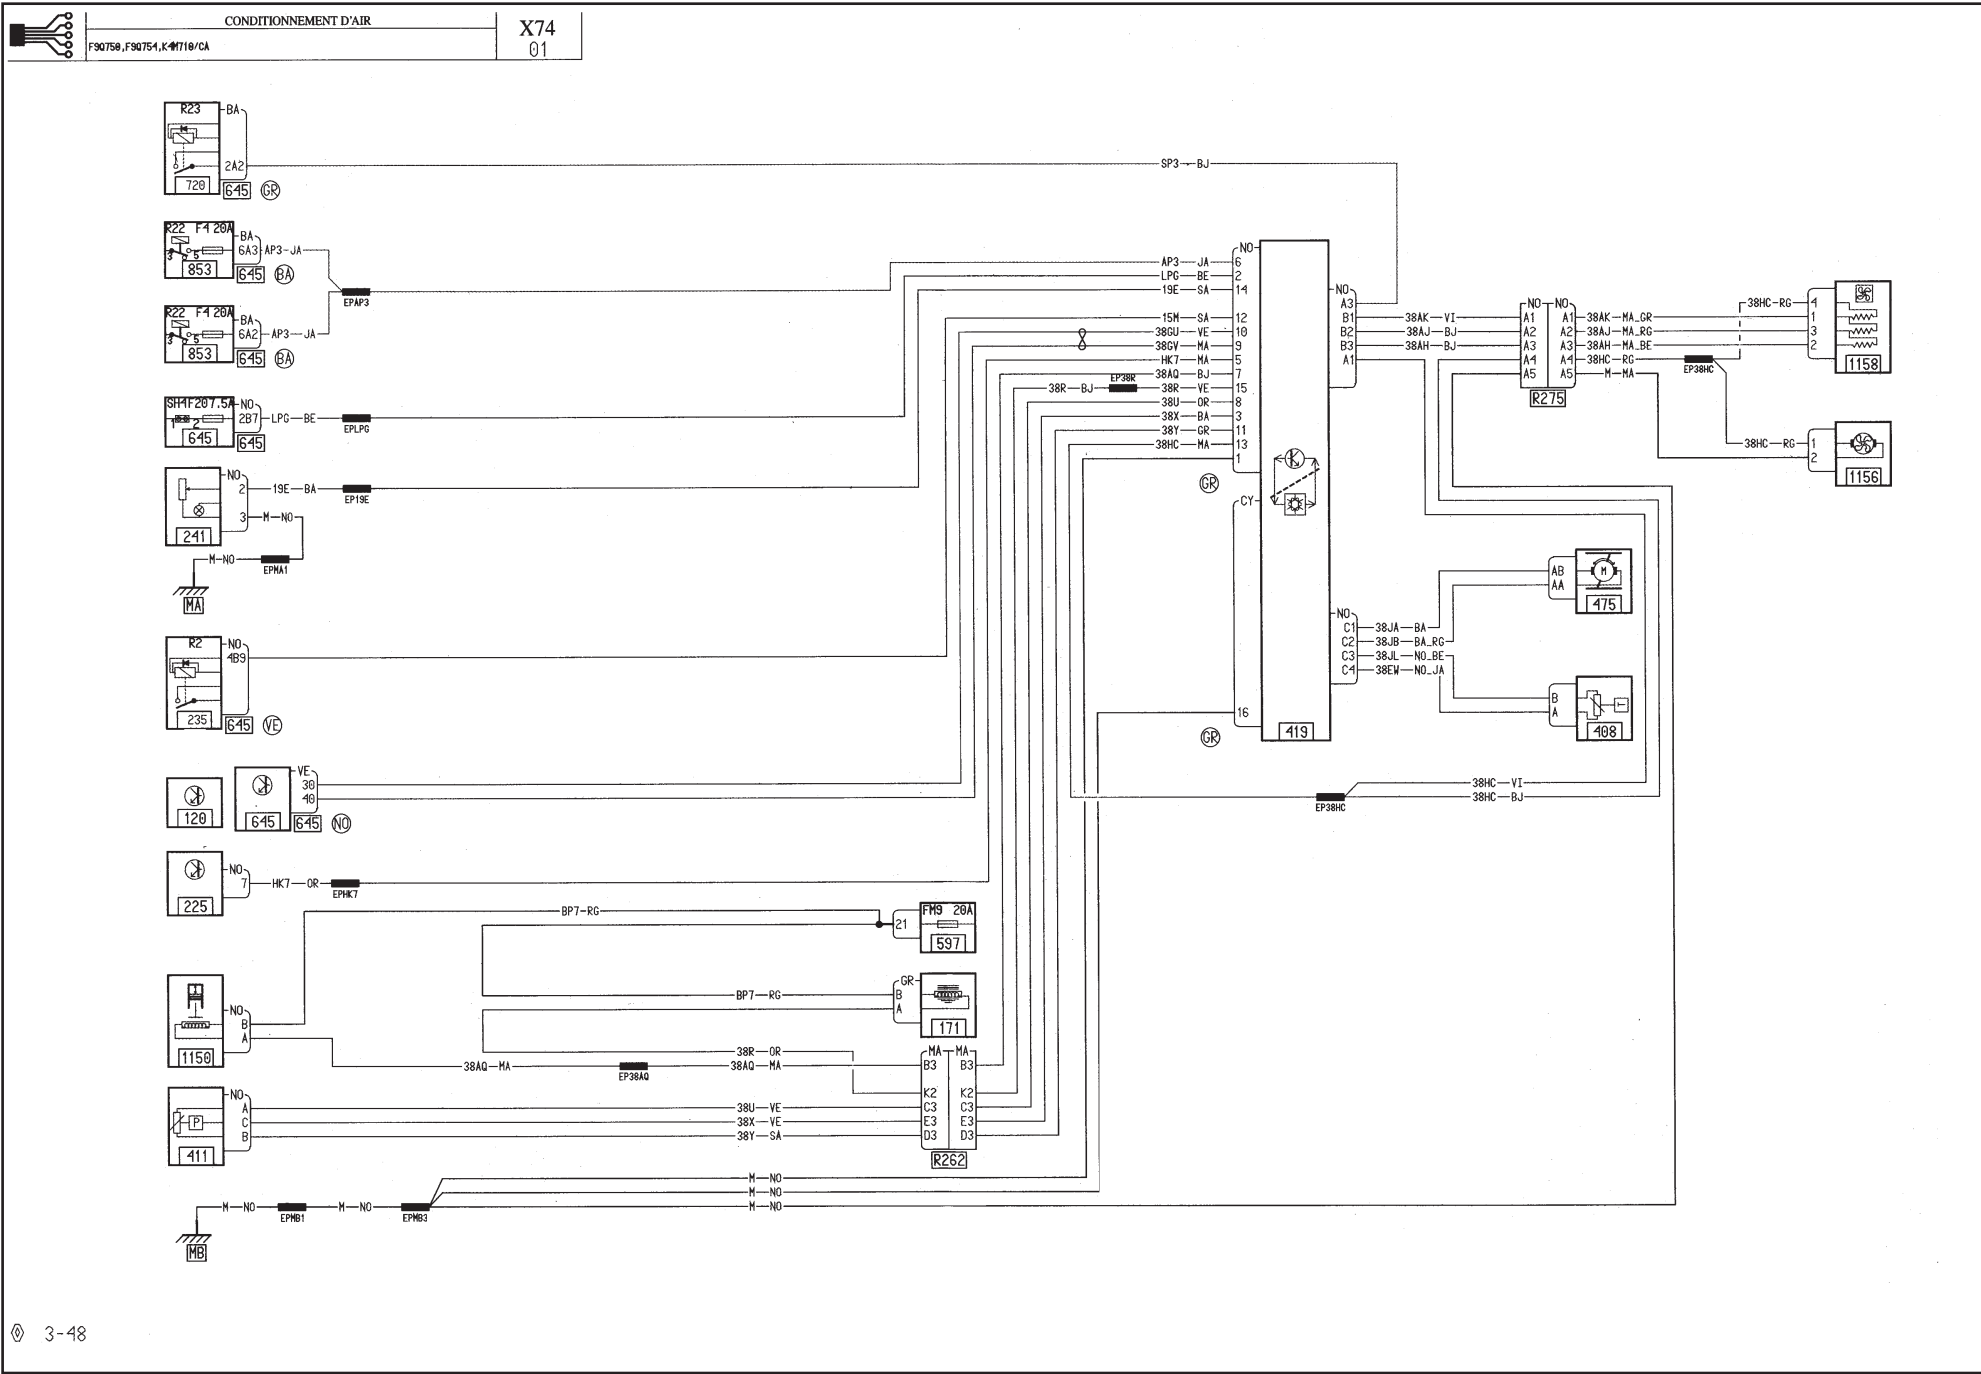 CONDITIONNEMENT D'AIR
X74
01
R23
BA
2A2
720
645
GR
SP3 BJ
R22 F4 20A
BA
6A3
AP3 JA
3 5
853
645
BA
EPAP3
R22 F4 20A
BA
6A2
AP3 JA
3 5
853
645
BA
SH4F207.5A
NO
2B7
LPG BE
1 2
645
645
EPLPG
NO
2
19E BA
EP19E
3
M NO
241
M NO
EPMA1
MA
R2
NO
4B9
235
645
VE
120
645
VE
30
40
645
NO
225
NO
7
HK7 OR
EPHK7
BP7 RG
21
FM9 20A
597
1150
NO
B
A
BP7 RG
GR
B
A
171
38R OR
38AQ MA
EP38AQ
38AQ MA
MA MA
B3 B3
K2 K2
C3 C3
E3 E3
D3 D3
R262
411
P
NO
A
C
B
38U VE
38X VE
38Y SA
M NO
M NO
M NO
M NO
EPMB1
M NO
EPMB3
MB
NO
AP3 JA 6
LPG BE 2
19E SA 14
15M SA 12
38GU VE 10
38GV MA 9
HK7 MA 5
38AQ BJ 7
38R BJ
EP38R
38R VE 15
38U OR 8
38X BA 3
38Y GR 11
38HC MA 13
1
GR
CY
16
GR
419
NO
A3
B1 38AK VI
B2 38AJ BJ
B3 38AH BJ
A1
NO NO
A1 A1 38AK MA_GR
A2 A2 38AJ MA_RG
A3 A3 38AH MA_BE
A4 A4 38HC RG
A5 A5 M MA
R275
EP38HC
38HC RG 4
1
3
2
1158
38HC RG 1
2
1156
NO
C1 38JA BA
C2 38JB BA_RG
C3 38JL NO_BE
C4 38EW NO_JA
AB
AA
M
475
B
A
T
408
38HC VI
38HC BJ
EP38HC
3-48